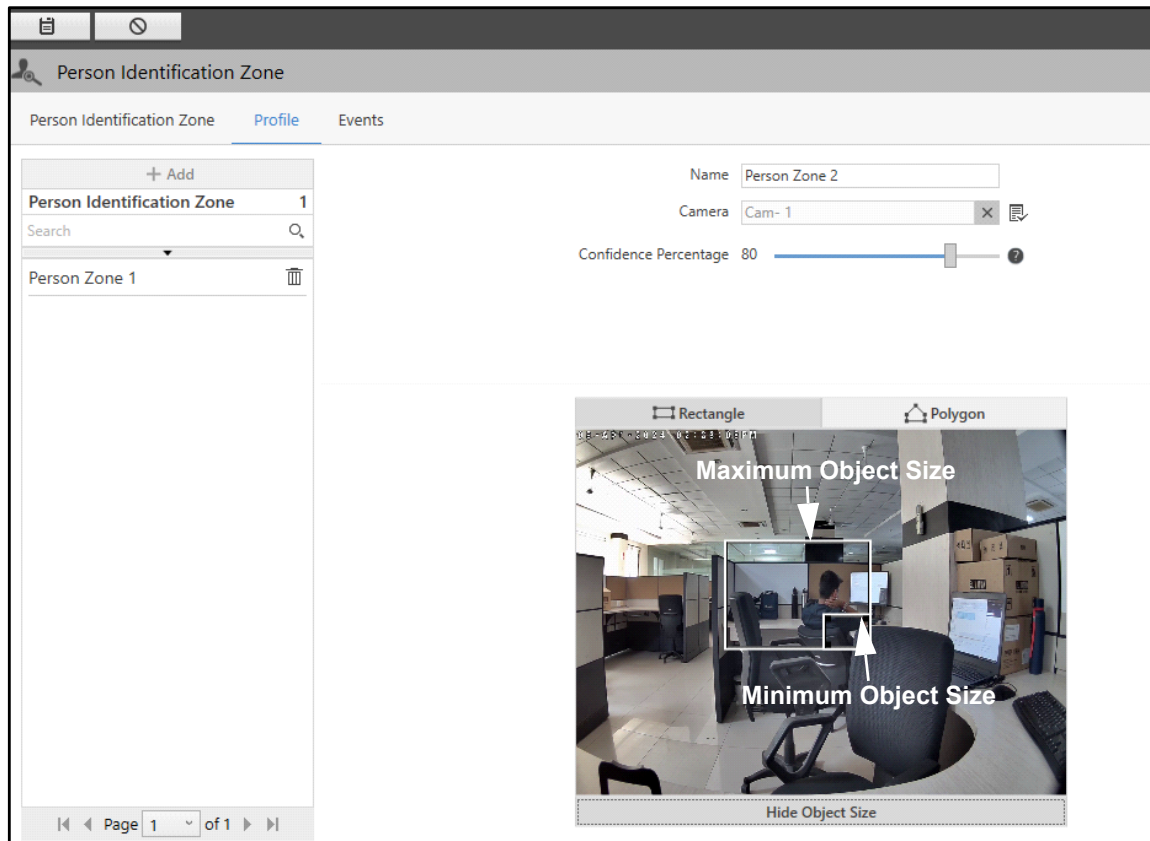 Person Identification Zone
Person Identification Zone Profile Events
+ Add
Person Identification Zone 1
Search
Person Zone 1
Page 1 of 1
Name Person Zone 2
Camera Cam- 1
Confidence Percentage 80
Rectangle Polygon
Maximum Object Size
Minimum Object Size
Hide Object Size